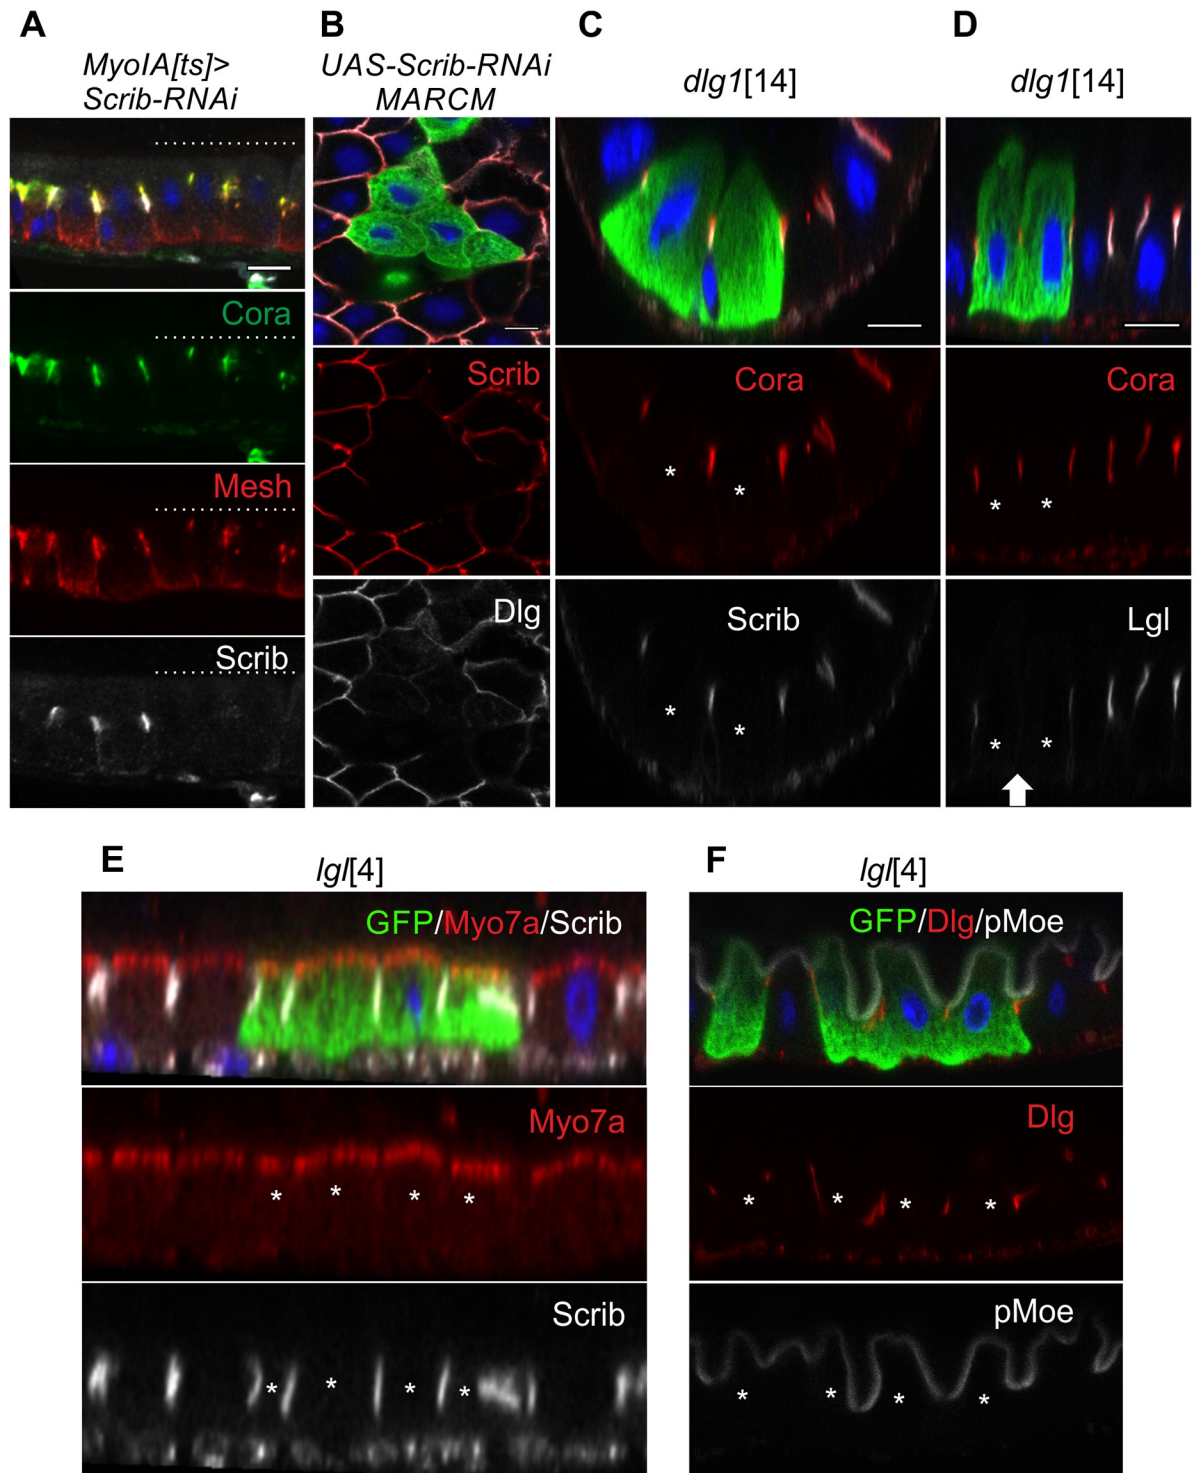 A
MyoIA[ts]>
Scrib-RNAi
Cora
Mesh
Scrib
B
UAS-Scrib-RNAi
MARCM
Scrib
Dlg
C
dlg1[14]
Cora
*
*
Scrib
*
*
D
dlg1[14]
Cora
*
*
Lgl
*
*
E
lgl[4]
GFP/Myo7a/Scrib
Myo7a
* * * *
Scrib
* * * *
F
lgl[4]
GFP/Dlg/pMoe
Dlg
* * * *
pMoe
* * * *